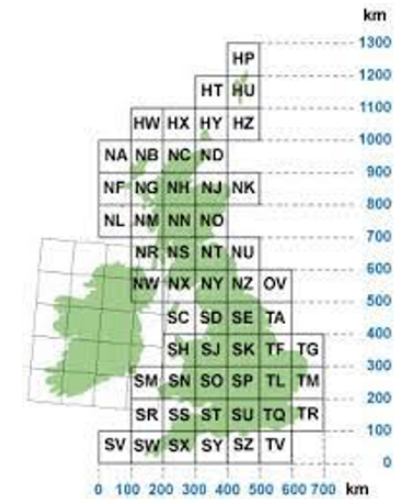 km
1300
HP
1200
HT HU
1100
HW HX HY HZ
1000
NA NB NC ND
900
NF NG NH NJ NK
800
NL NM NN NO
700
NR NS NT NU
600
NW NX NY NZ OV
500
SC SD SE TA
400
SH SJ SK TF TG
300
SM SN SO SP TL TM
200
SR SS ST SU TQ TR
100
SV SW SX SY SZ TV
0
0 100 200 300 400 500 600 700 km